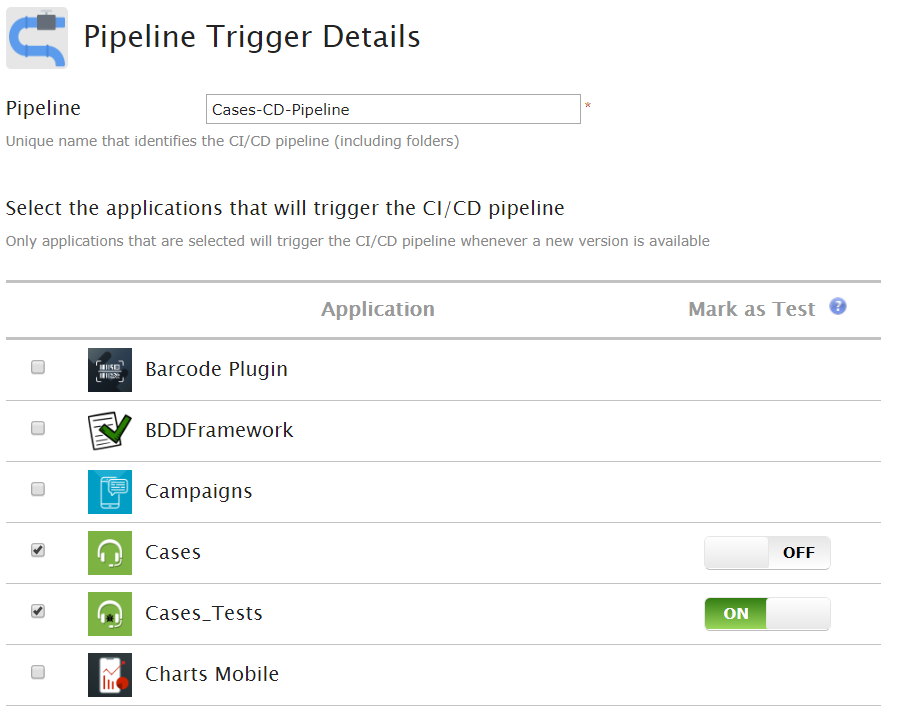 Pipeline Trigger Details
Pipeline
Cases-CD-Pipeline *
Unique name that identifies the CI/CD pipeline (including folders)
Select the applications that will trigger the CI/CD pipeline
Only applications that are selected will trigger the CI/CD pipeline whenever a new version is available
Application Mark as Test ?
Barcode Plugin
BDDFramework
Campaigns
Cases OFF
Cases_Tests ON
Charts Mobile